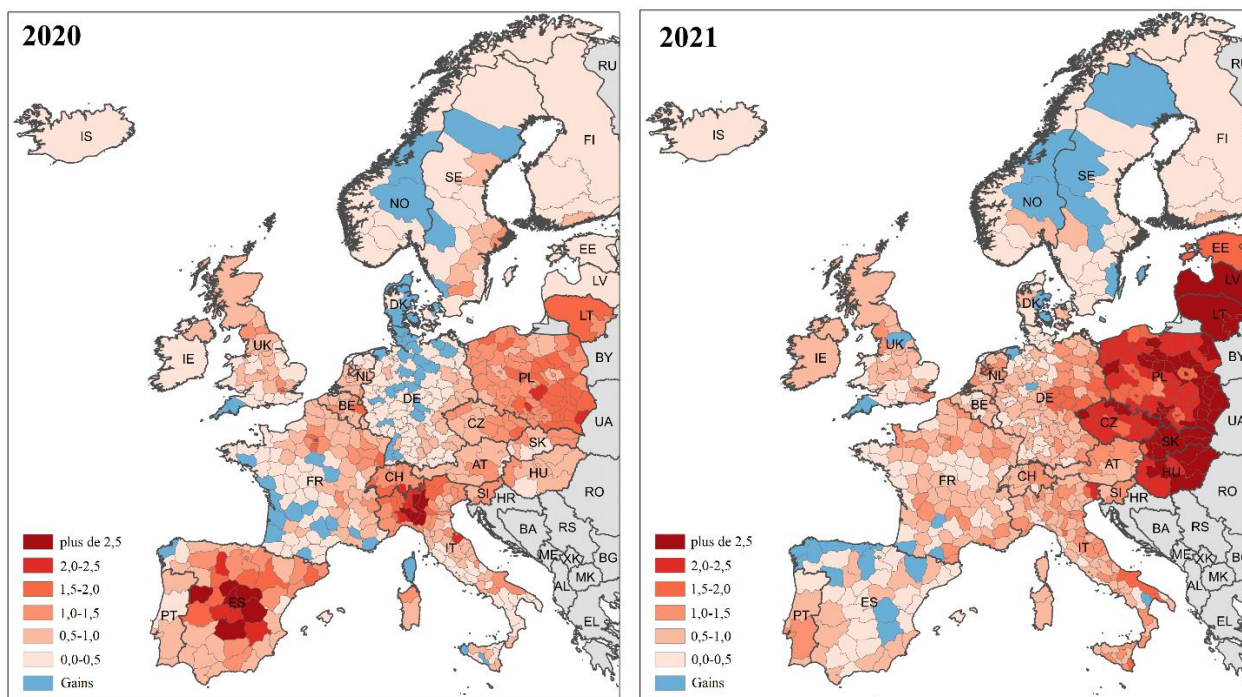 2020
RU
IS
FI
SE
NO
EE
LV
DK
LT
IE
UK
BY
NL
PL
DE
BE
UA
CZ
SK
FR
AT
HU
CH
SI
HR
RO
BA
RS
IT
ME
XK
BG
MK
AL
PT
ES
EL
plus de 2,5
2,0-2,5
1,5-2,0
1,0-1,5
0,5-1,0
0,0-0,5
Gains
2021
RU
IS
FI
SE
NO
EE
LV
DK
LT
IE
UK
BY
NL
PL
DE
BE
UA
CZ
SK
FR
AT
HU
CH
SI
HR
RO
BA
RS
IT
ME
XK
BG
MK
AL
PT
ES
EL
plus de 2,5
2,0-2,5
1,5-2,0
1,0-1,5
0,5-1,0
0,0-0,5
Gains